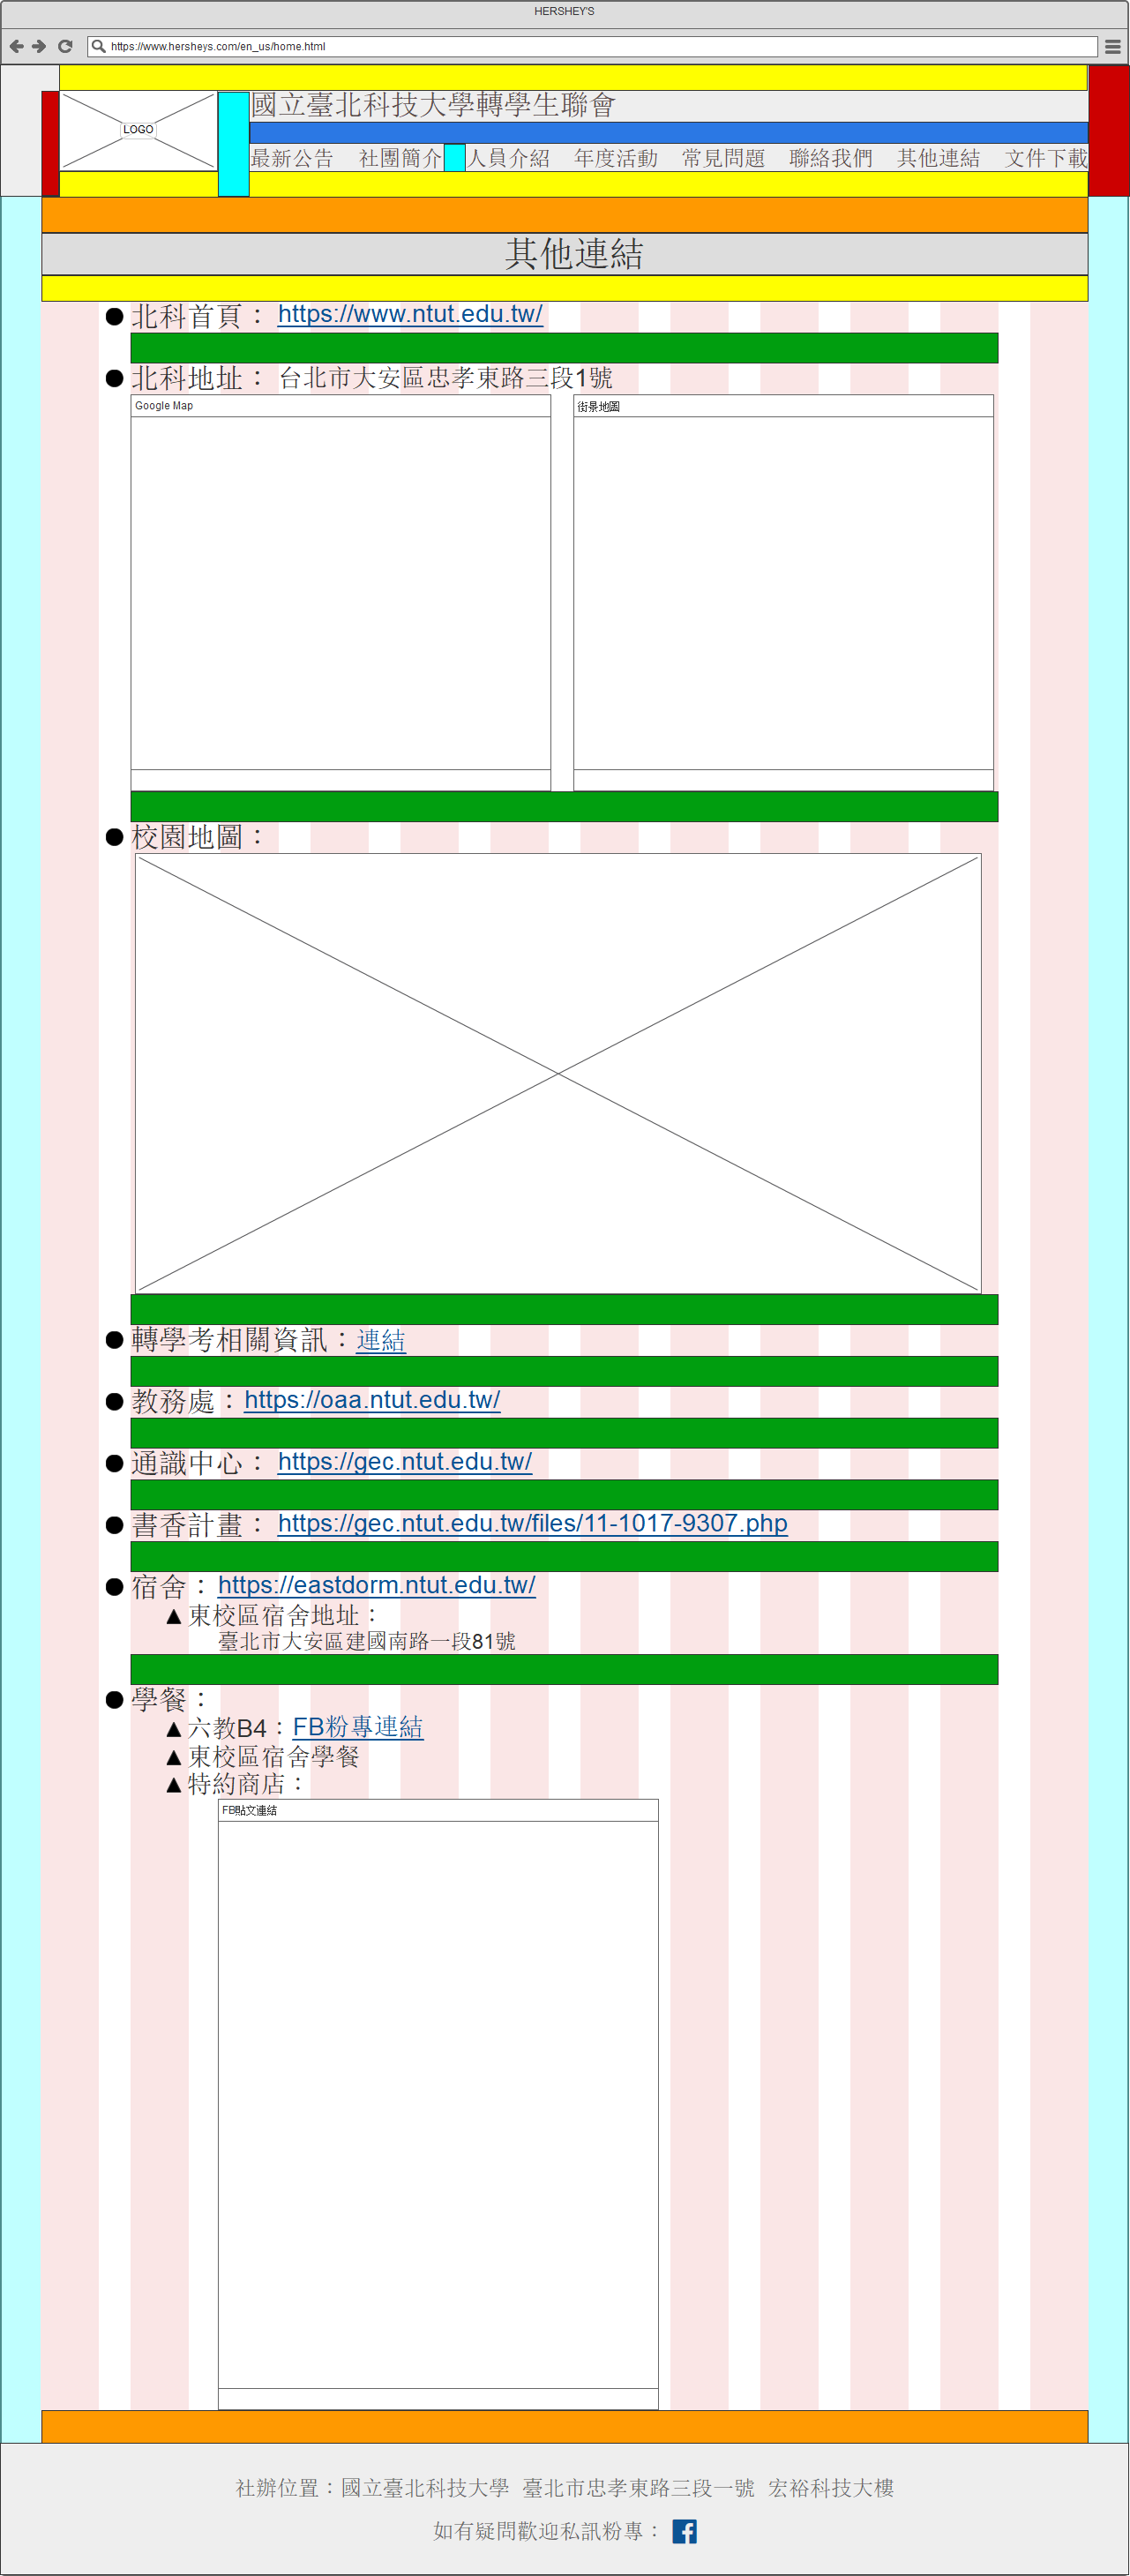 HERSHEY'S
https://www.hersheys.com/en_us/home.html
LOGO
國立臺北科技大學轉學生聯會
最新公告 社團簡介 人員介紹 年度活動 常見問題 聯絡我們 其他連結 文件下載
其他連結
北科首頁： https://www.ntut.edu.tw/
北科地址： 台北市大安區忠孝東路三段1號
Google Map 街景地圖
校園地圖：
轉學考相關資訊：連結
教務處：https://oaa.ntut.edu.tw/
通識中心： https://gec.ntut.edu.tw/
書香計畫： https://gec.ntut.edu.tw/files/11-1017-9307.php
宿舍：https://eastdorm.ntut.edu.tw/
▲東校區宿舍地址：
臺北市大安區建國南路一段81號
學餐：
▲六教B4：FB粉專連結
▲東校區宿舍學餐
▲特約商店：
FB貼文連結
社辦位置：國立臺北科技大學 臺北市忠孝東路三段一號 宏裕科技大樓
如有疑問歡迎私訊粉專：